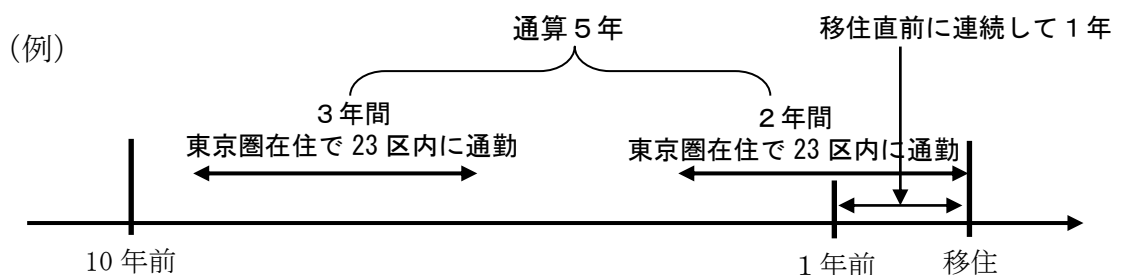 (例)
通算5年
移住直前に連続して1年
3年間
東京圏在住で 23 区内に通勤
2年間
東京圏在住で 23 区内に通勤
10 年前
1年前
移住